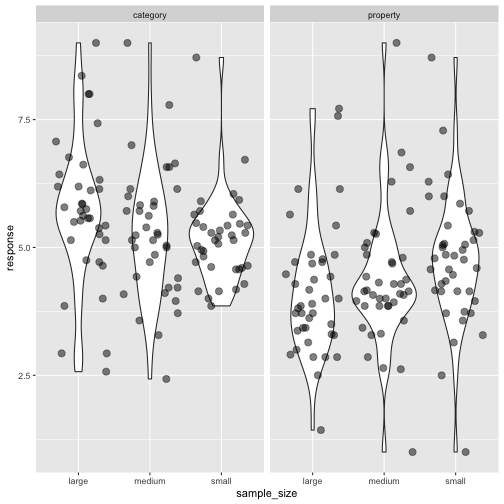 category property
response
7.5
5.0
2.5
large medium small large medium small
sample_size